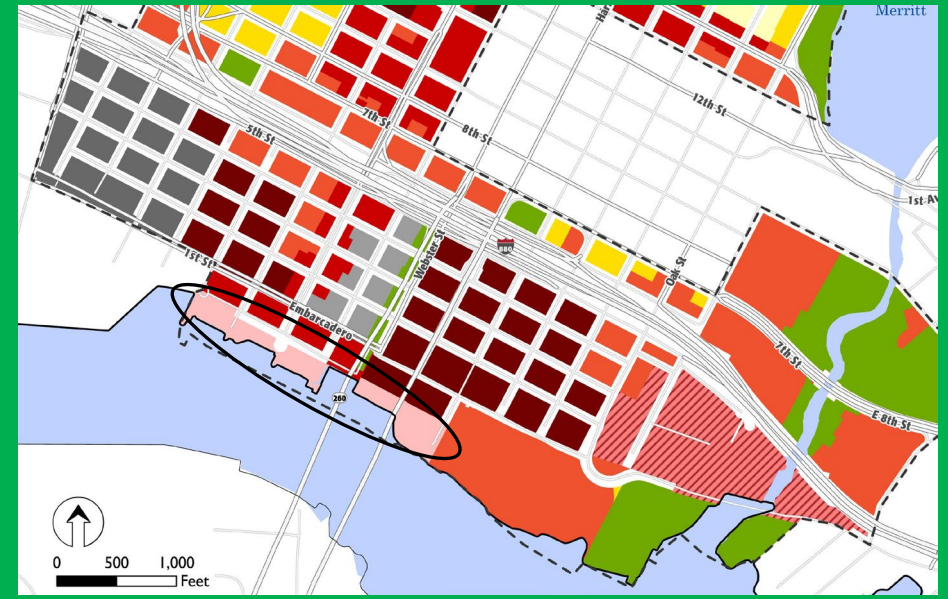 Merritt
12th St
7th St
8th St
5th St
1st Av
880
Webster St
Oak St
1st St
Embarcadero
7th St
260
E 8th St
0 500 1,000
Feet